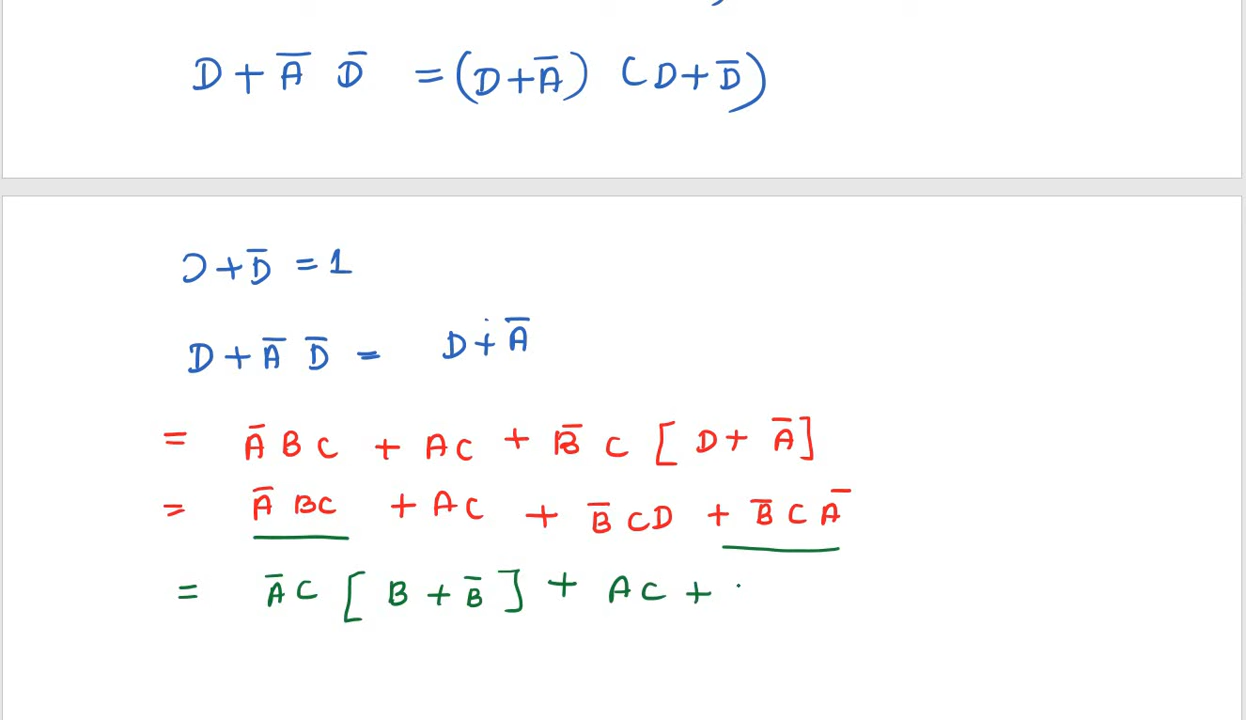 D + A̅ D̅ = (D+A̅) (D+D̅)
D + D̅ = 1
D + A̅ D̅ = D + A̅
= A̅ B C + A C + B̅ C [ D + A̅ ]
= A̅ B C + A C + B̅ C D + B̅ C A̅
= A̅ C [ B + B̅ ] + A C +